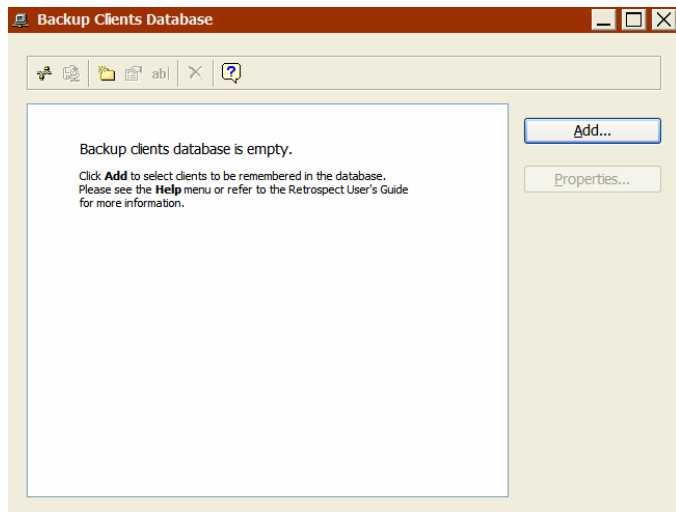 Backup Clients Database
ab|
Add...
Backup clients database is empty.
Click Add to select clients to be remembered in the database.
Please see the Help menu or refer to the Retrospect User's Guide
for more information.
Properties...